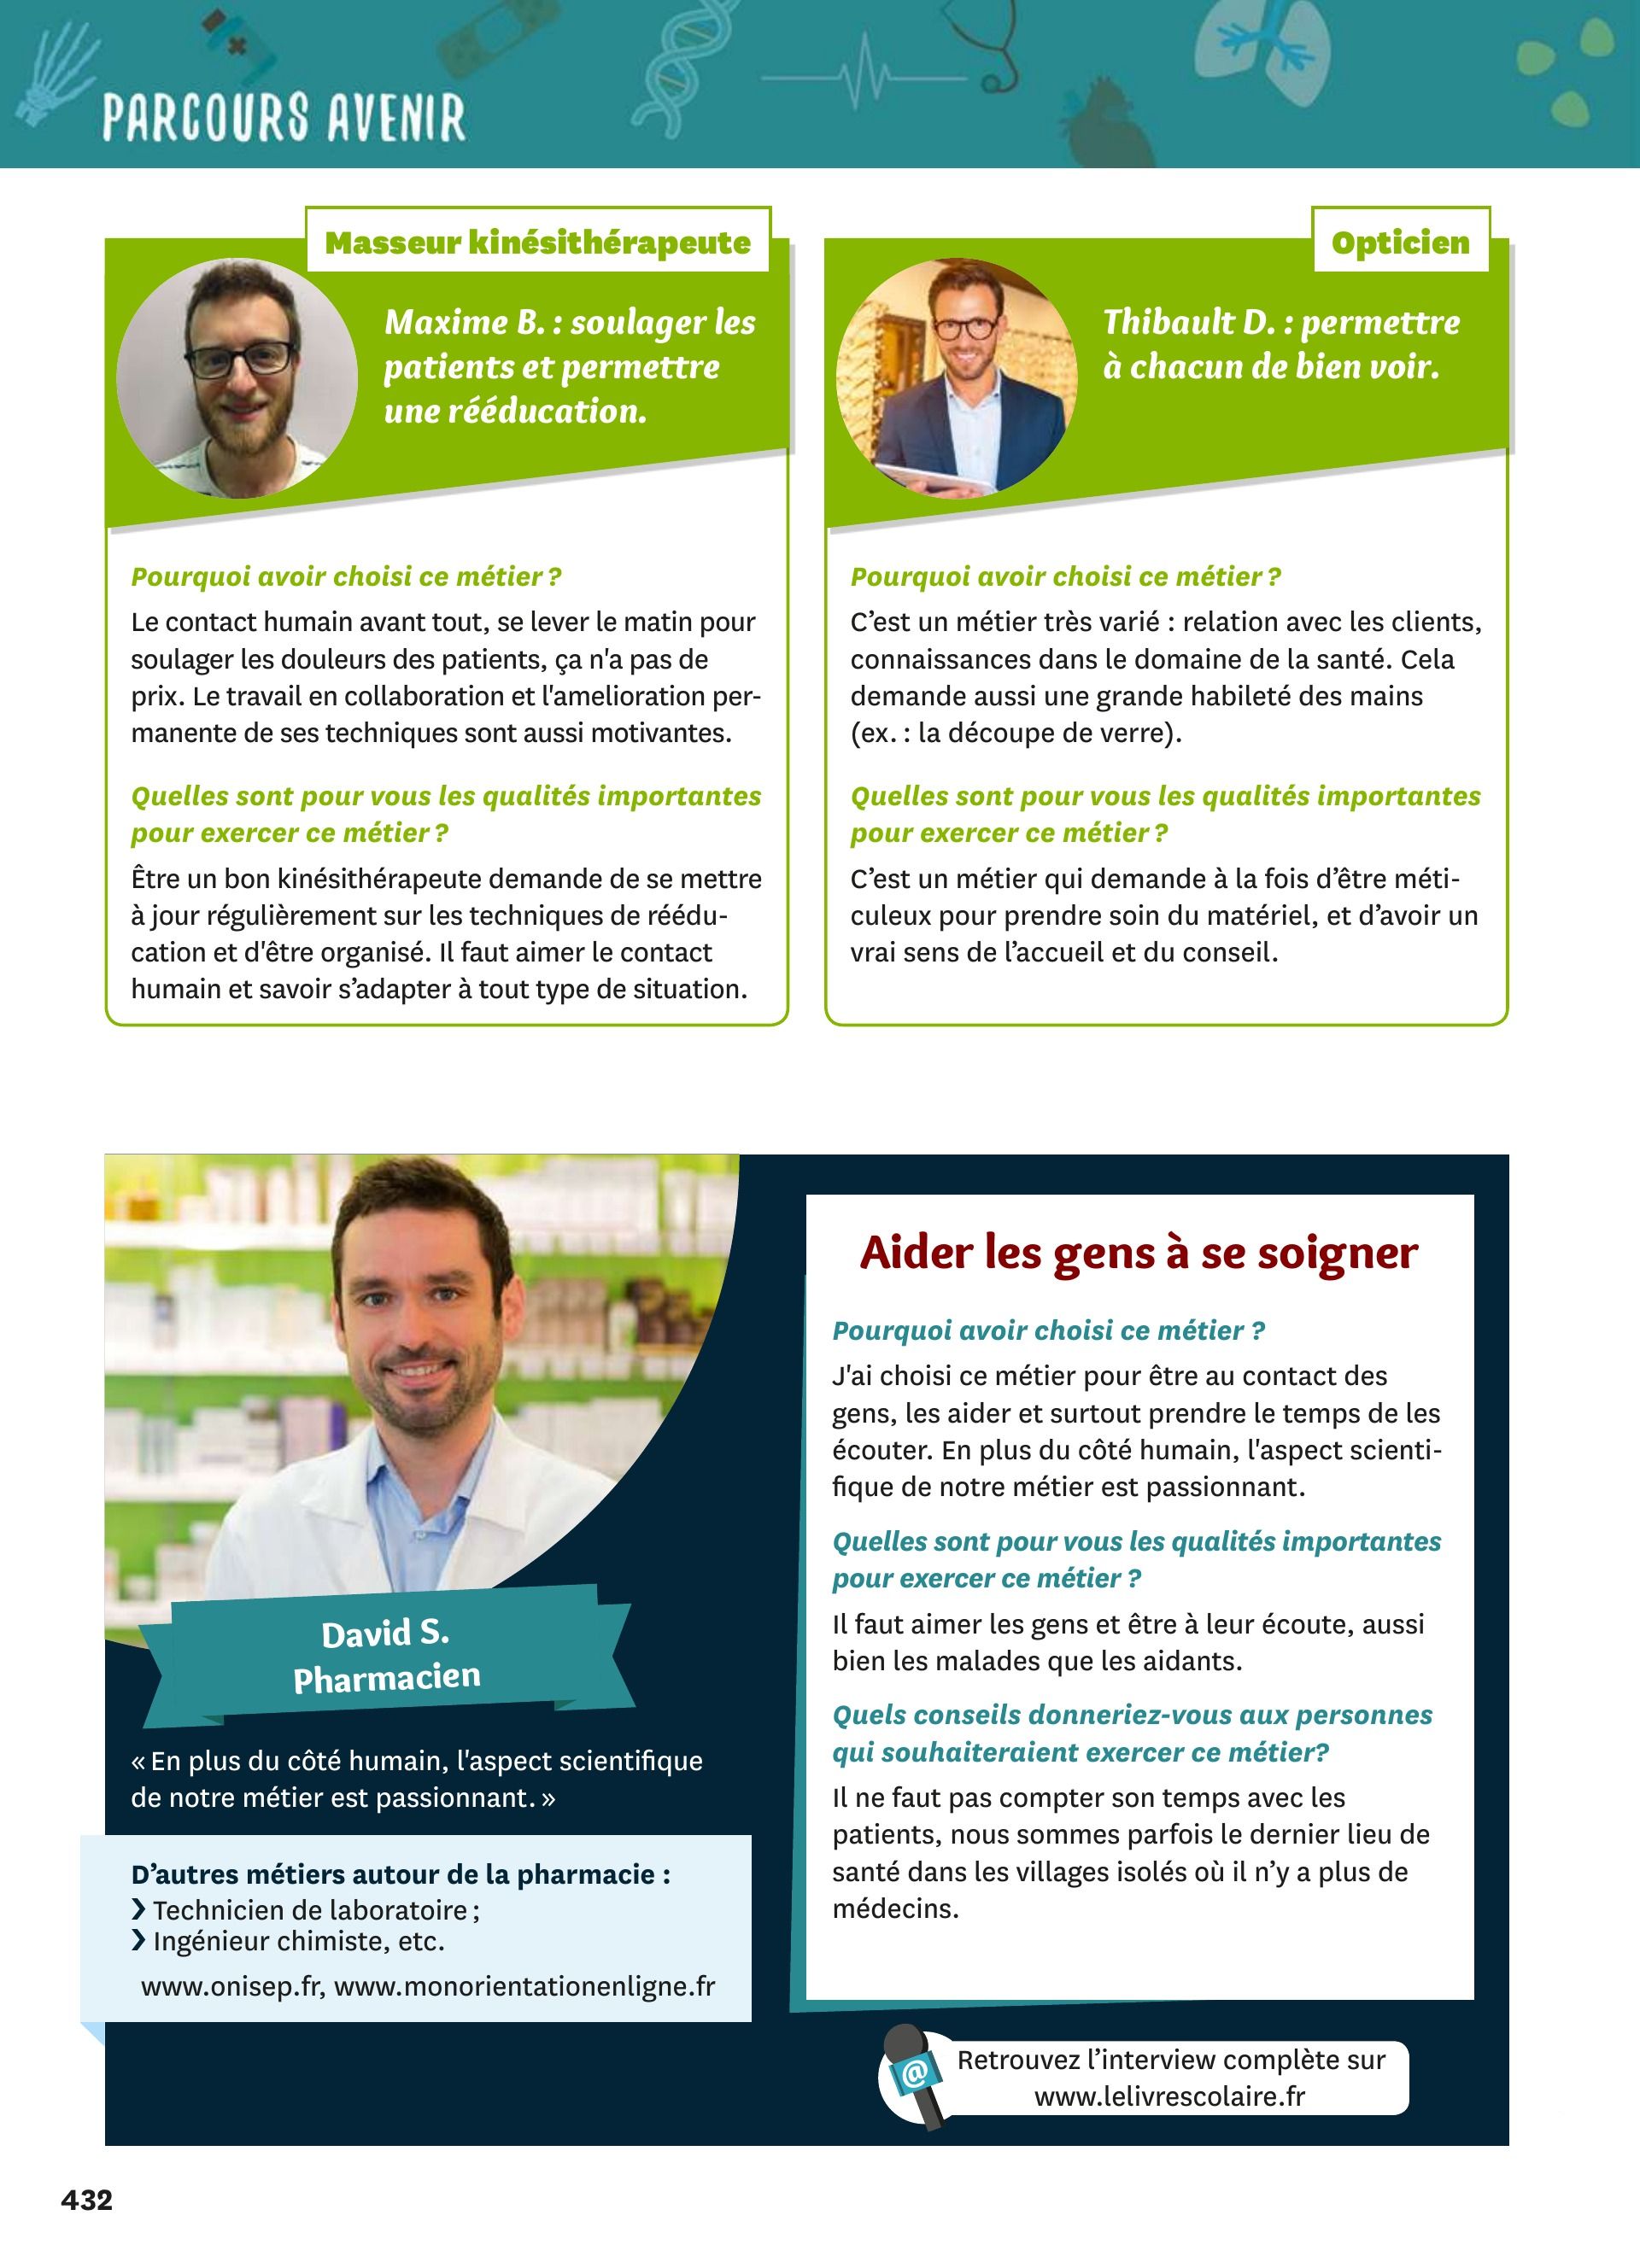 PARCOURS AVENIR
Masseur kinésithérapeute
Maxime B. : soulager les
patients et permettre
une rééducation.
Pourquoi avoir choisi ce métier ?
Le contact humain avant tout, se lever le matin pour
soulager les douleurs des patients, ça n'a pas de
prix. Le travail en collaboration et l'amelioration per-
manente de ses techniques sont aussi motivantes.
Quelles sont pour vous les qualités importantes
pour exercer ce métier ?
Être un bon kinésithérapeute demande de se mettre
à jour régulièrement sur les techniques de réédu-
cation et d'être organisé. Il faut aimer le contact
humain et savoir s’adapter à tout type de situation.
Opticien
Thibault D. : permettre
à chacun de bien voir.
Pourquoi avoir choisi ce métier ?
C’est un métier très varié : relation avec les clients,
connaissances dans le domaine de la santé. Cela
demande aussi une grande habileté des mains
(ex. : la découpe de verre).
Quelles sont pour vous les qualités importantes
pour exercer ce métier ?
C’est un métier qui demande à la fois d’être méti-
culeux pour prendre soin du matériel, et d’avoir un
vrai sens de l’accueil et du conseil.
David S.
Pharmacien
« En plus du côté humain, l'aspect scientifique
de notre métier est passionnant. »
D’autres métiers autour de la pharmacie :
❯ Technicien de laboratoire ;
❯ Ingénieur chimiste, etc.
www.onisep.fr, www.monorientationenligne.fr
Aider les gens à se soigner
Pourquoi avoir choisi ce métier ?
J'ai choisi ce métier pour être au contact des
gens, les aider et surtout prendre le temps de les
écouter. En plus du côté humain, l'aspect scienti-
fique de notre métier est passionnant.
Quelles sont pour vous les qualités importantes
pour exercer ce métier ?
Il faut aimer les gens et être à leur écoute, aussi
bien les malades que les aidants.
Quels conseils donneriez-vous aux personnes
qui souhaiteraient exercer ce métier?
Il ne faut pas compter son temps avec les
patients, nous sommes parfois le dernier lieu de
santé dans les villages isolés où il n’y a plus de
médecins.
@
Retrouvez l’interview complète sur
www.lelivrescolaire.fr
432